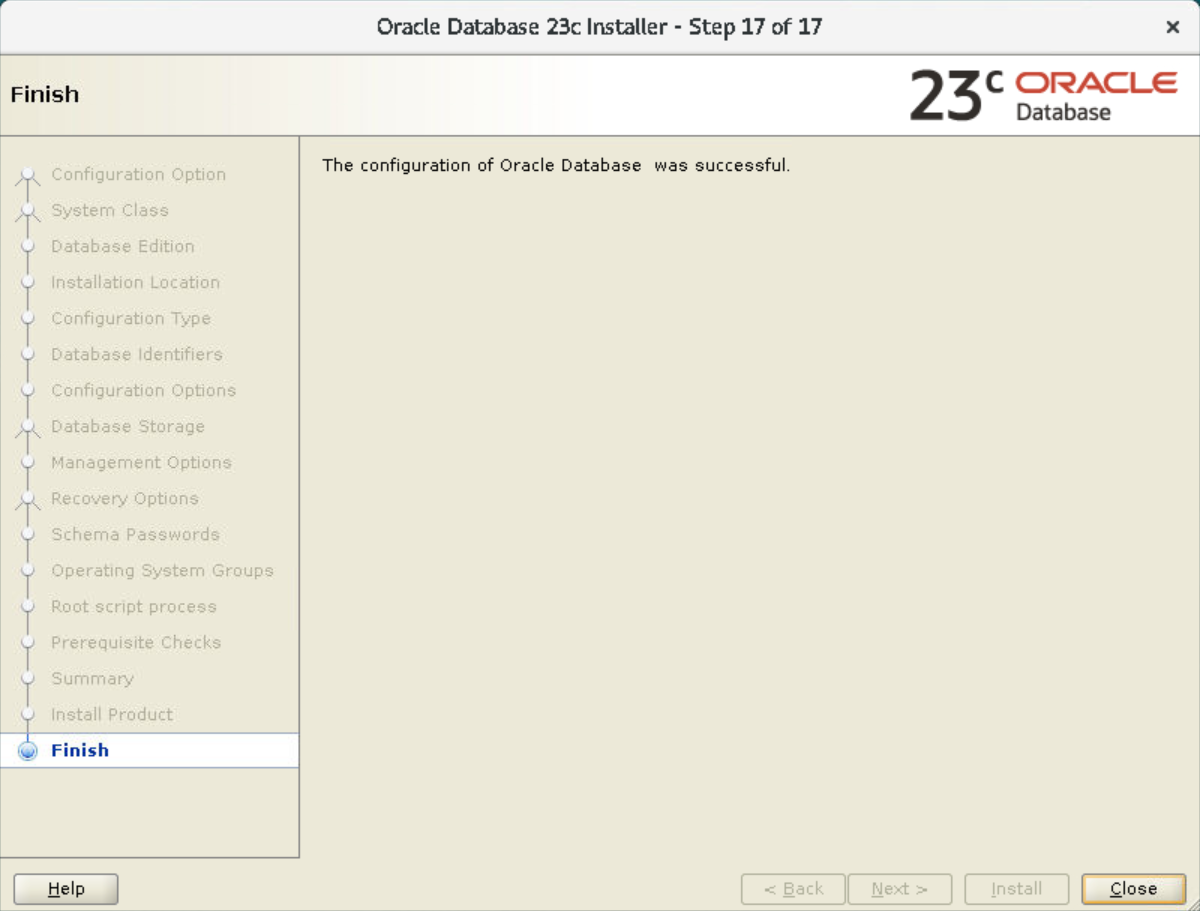 Oracle Database 23c Installer - Step 17 of 17
Finish
23c ORACLE
Database
Configuration Option
System Class
Database Edition
Installation Location
Configuration Type
Database Identifiers
Configuration Options
Database Storage
Management Options
Recovery Options
Schema Passwords
Operating System Groups
Root script process
Prerequisite Checks
Summary
Install Product
Finish
The configuration of Oracle Database  was successful.
Help
< Back
Next >
Install
Close